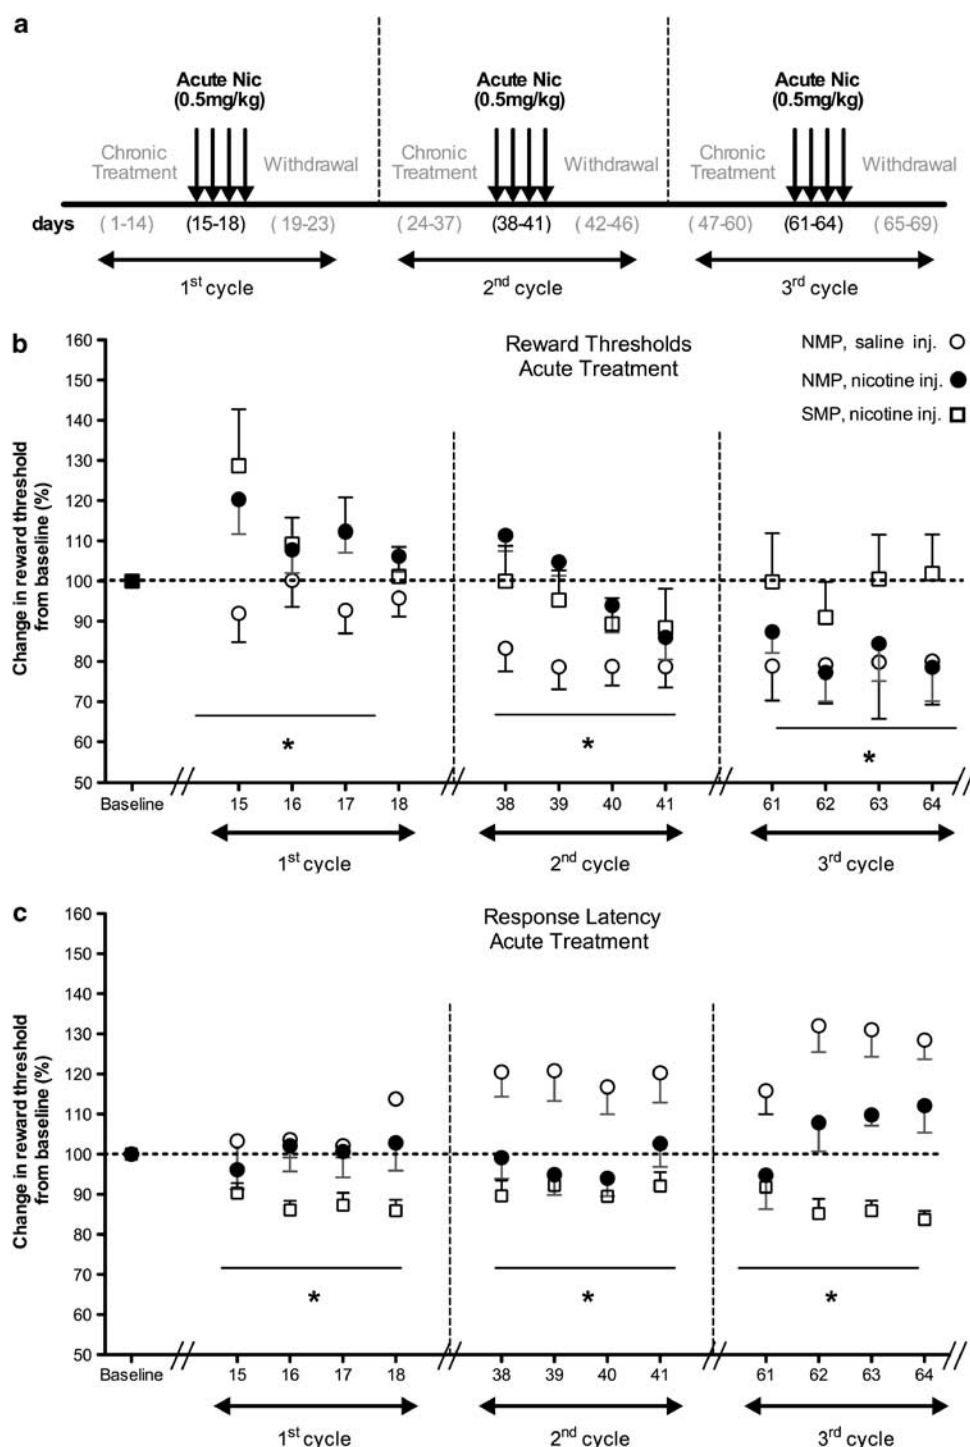 a
Acute Nic
(0.5mg/kg)
Acute Nic
(0.5mg/kg)
Acute Nic
(0.5mg/kg)
Chronic
Treatment
Withdrawal
Chronic
Treatment
Withdrawal
Chronic
Treatment
Withdrawal
days
( 1-14)
(15-18)
( 19-23)
(24-37)
(38-41)
(42-46)
( 47-60)
(61-64)
(65-69)
1st cycle
2nd cycle
3rd cycle
b
Reward Thresholds
Acute Treatment
NMP, saline inj.
NMP, nicotine inj.
SMP, nicotine inj.
Change in reward threshold
from baseline (%)
160
150
140
130
120
110
100
90
80
70
60
50
*
*
*
Baseline
15
16
17
18
38
39
40
41
61
62
63
64
1st cycle
2nd cycle
3rd cycle
c
Response Latency
Acute Treatment
Change in reward threshold
from baseline (%)
160
150
140
130
120
110
100
90
80
70
60
50
*
*
*
Baseline
15
16
17
18
38
39
40
41
61
62
63
64
1st cycle
2nd cycle
3rd cycle